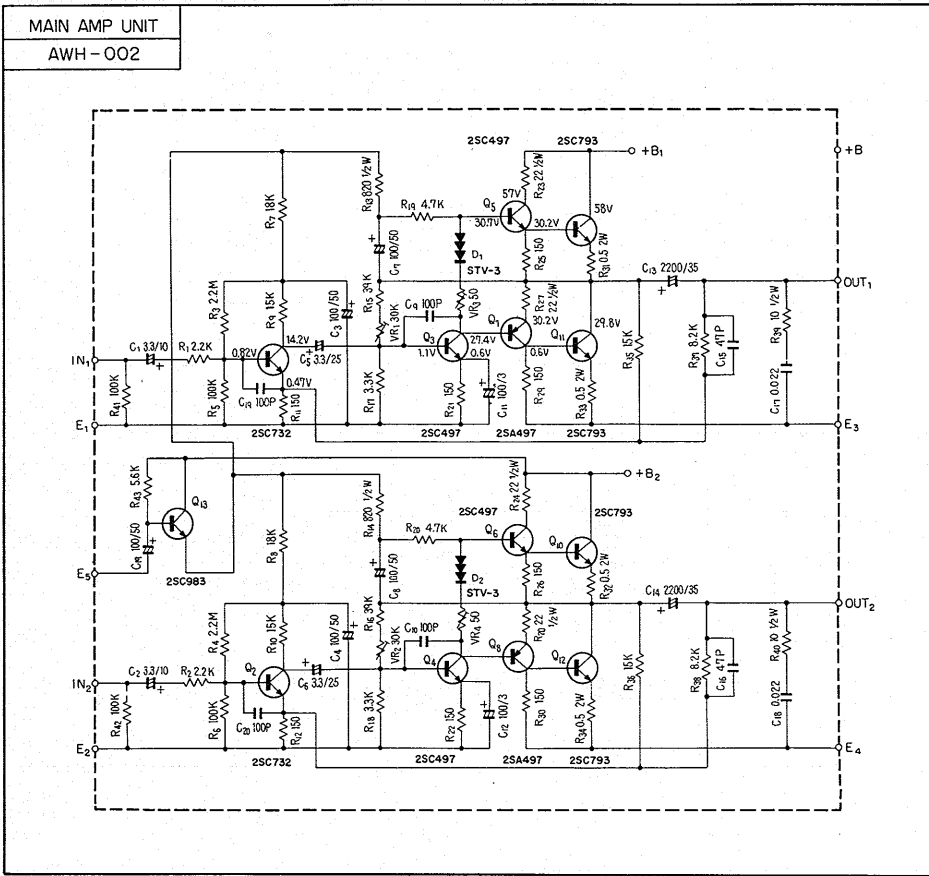 MAIN AMP UNIT
AWH-002
2SC497
2SC793
+B1
+B
R7 18K
R13 820 ½W
R19 4.7K
Q5
57V
R23 22 ½W
30.7V
30.2V
58V
C7 100/50
D1
STV-3
R25 150
R31 0.5 2W
C13 2200/35
OUT1
R3 2.2M
R9 15K
C3 100/50
R15 39K
VR1 30K
C9 100P
VR3 50
R27 22 ½W
Q7
30.2V
29.8V
R35 15K
R37 8.2K
C15 47P
R39 10 ½W
IN1
C1 3.3/10
R1 2.2K
0.82V
14.2V
C5 3.3/25
Q3
1.1V
27.4V
0.6V
0.6V
Q11
R41 100K
R5 100K
C19 100P
0.47V
R11 150
R17 3.3K
R21 150
C11 100/3
R29 150
R33 0.5 2W
C17 0.022
E1
E3
2SC732
2SC497
2SA497
2SC793
R43 5.6K
Q13
C19 100/50
E5
2SC983
+B2
R8 18K
R14 820 ½W
R20 4.7K
2SC497
R24 22 ½W
Q6
2SC793
Q10
C8 100/50
D2
STV-3
R26 150
R32 0.5 2W
C14 2200/35
OUT2
R4 2.2M
R10 15K
C4 100/50
R16 39K
VR2 30K
C10 100P
VR4 50
R20 22 ½W
Q8
R36 15K
R38 8.2K
C16 47P
R40 10 ½W
IN2
C2 3.3/10
R2 2.2K
Q2
C6 3.3/25
Q4
Q12
R42 100K
R6 100K
C20 100P
R12 150
R18 3.3K
R22 150
C12 100/3
R30 150
R34 0.5 2W
C18 0.022
E2
E4
2SC732
2SC497
2SA497
2SC793